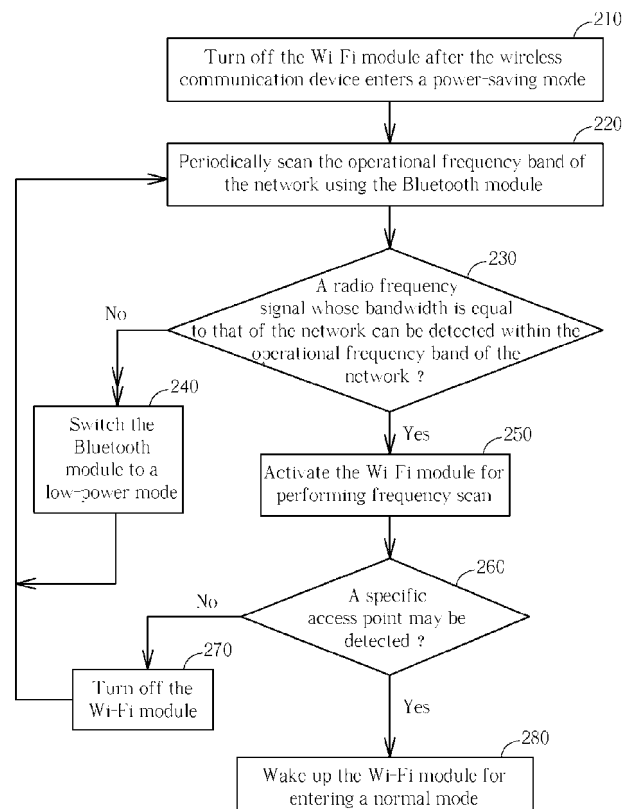 210
Turn off the Wi Fi module after the wireless
communication device enters a power-saving mode
220
Periodically scan the operational frequency band of
the network using the Bluetooth module
230
A radio frequency
signal whose bandwidth is equal
to that of the network can be detected within the
operational frequency band of the
network ?
No
240
Switch the
Bluetooth
module to a
low-power mode
Yes
250
Activate the Wi Fi module for
performing frequency scan
260
A specific
access point may be
detected ?
No
270
Turn off the
Wi-Fi module
Yes
280
Wake up the Wi-Fi module for
entering a normal mode